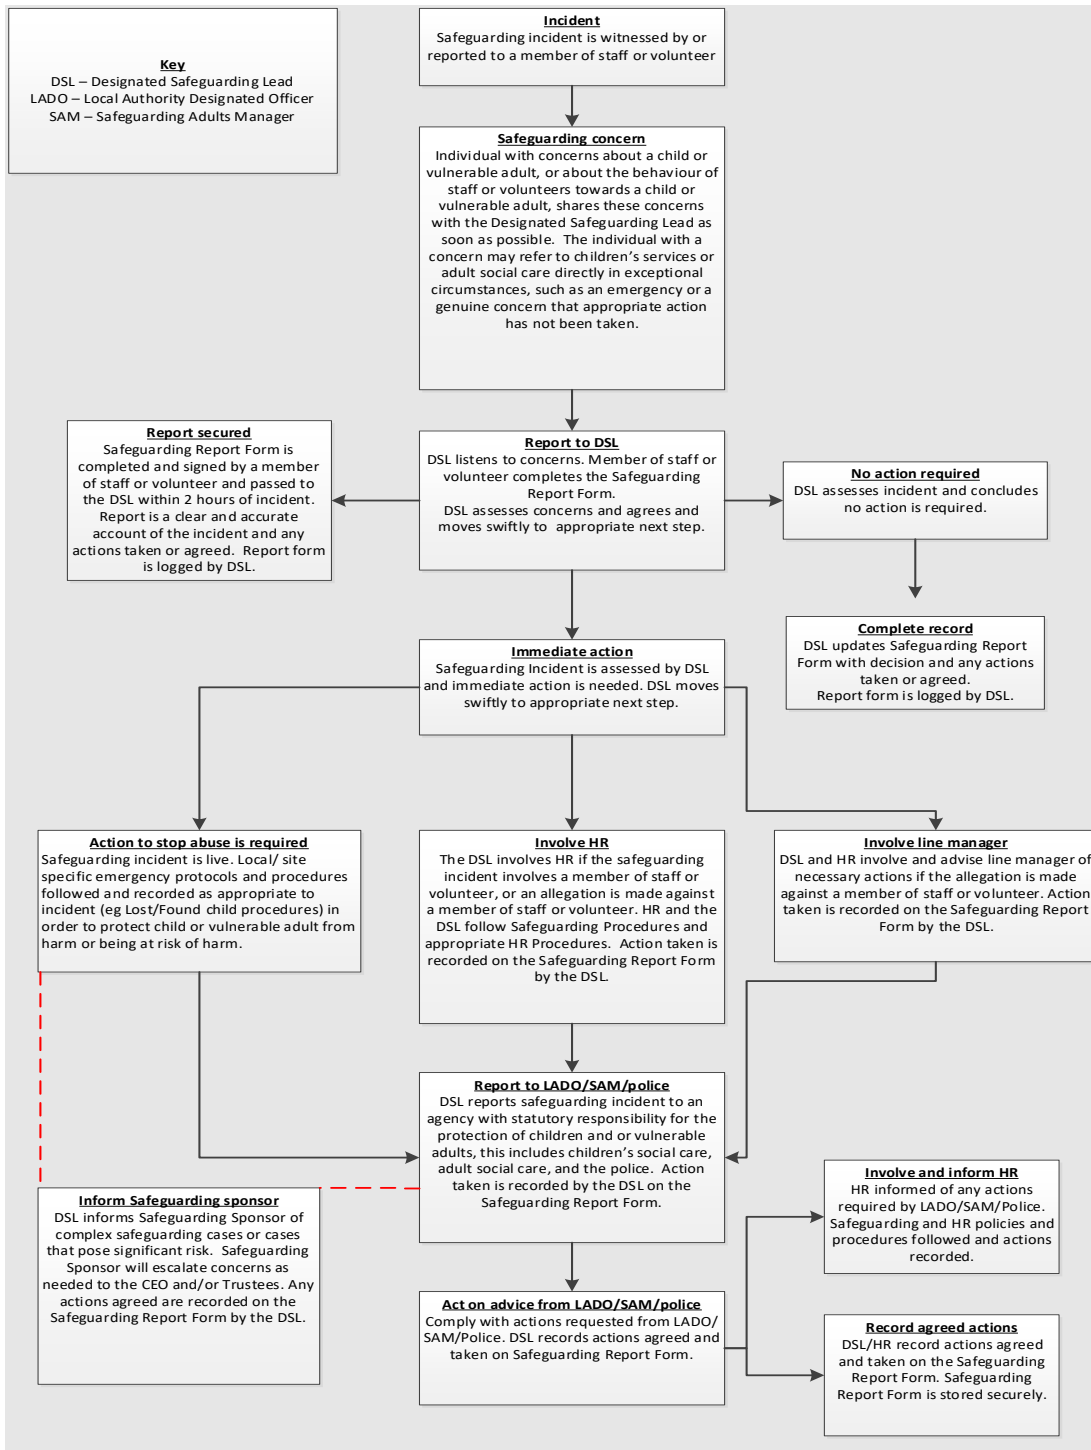 Key
DSL – Designated Safeguarding Lead
LADO – Local Authority Designated Officer
SAM – Safeguarding Adults Manager
Incident
Safeguarding incident is witnessed by or
reported to a member of staff or volunteer
Safeguarding concern
Individual with concerns about a child or
vulnerable adult, or about the behaviour of
staff or volunteers towards a child or
vulnerable adult, shares these concerns
with the Designated Safeguarding Lead as
soon as possible. The individual with a
concern may refer to children’s services or
adult social care directly in exceptional
circumstances, such as an emergency or a
genuine concern that appropriate action
has not been taken.
Report secured
Safeguarding Report Form is
completed and signed by a member
of staff or volunteer and passed to
the DSL within 2 hours of incident.
Report is a clear and accurate
account of the incident and any
actions taken or agreed. Report form
is logged by DSL.
Report to DSL
DSL listens to concerns. Member of staff or
volunteer completes the Safeguarding
Report Form.
DSL assesses concerns and agrees and
moves swiftly to appropriate next step.
No action required
DSL assesses incident and concludes
no action is required.
Complete record
DSL updates Safeguarding Report
Form with decision and any actions
taken or agreed.
Report form is logged by DSL.
Immediate action
Safeguarding Incident is assessed by DSL
and immediate action is needed. DSL moves
swiftly to appropriate next step.
Action to stop abuse is required
Safeguarding incident is live. Local/ site
specific emergency protocols and procedures
followed and recorded as appropriate to
incident (eg Lost/Found child procedures) in
order to protect child or vulnerable adult from
harm or being at risk of harm.
Involve HR
The DSL involves HR if the safeguarding
incident involves a member of staff or
volunteer, or an allegation is made against
a member of staff or volunteer. HR and the
DSL follow Safeguarding Procedures and
appropriate HR Procedures. Action taken is
recorded on the Safeguarding Report Form
by the DSL.
Involve line manager
DSL and HR involve and advise line manager of
necessary actions if the allegation is made
against a member of staff or volunteer. Action
taken is recorded on the Safeguarding Report
Form by the DSL.
Report to LADO/SAM/police
DSL reports safeguarding incident to an
agency with statutory responsibility for the
protection of children and or vulnerable
adults, this includes children’s social care,
adult social care, and the police. Action
taken is recorded by the DSL on the
Safeguarding Report Form.
Inform Safeguarding sponsor
DSL informs Safeguarding Sponsor of
complex safeguarding cases or cases
that pose significant risk. Safeguarding
Sponsor will escalate concerns as
needed to the CEO and/or Trustees. Any
actions agreed are recorded on the
Safeguarding Report Form by the DSL.
Involve and inform HR
HR informed of any actions
required by LADO/SAM/Police.
Safeguarding and HR policies and
procedures followed and actions
recorded.
Act on advice from LADO/SAM/police
Comply with actions requested from LADO/
SAM/Police. DSL records actions agreed and
taken on Safeguarding Report Form.
Record agreed actions
DSL/HR record actions agreed
and taken on the Safeguarding
Report Form. Safeguarding
Report Form is stored securely.